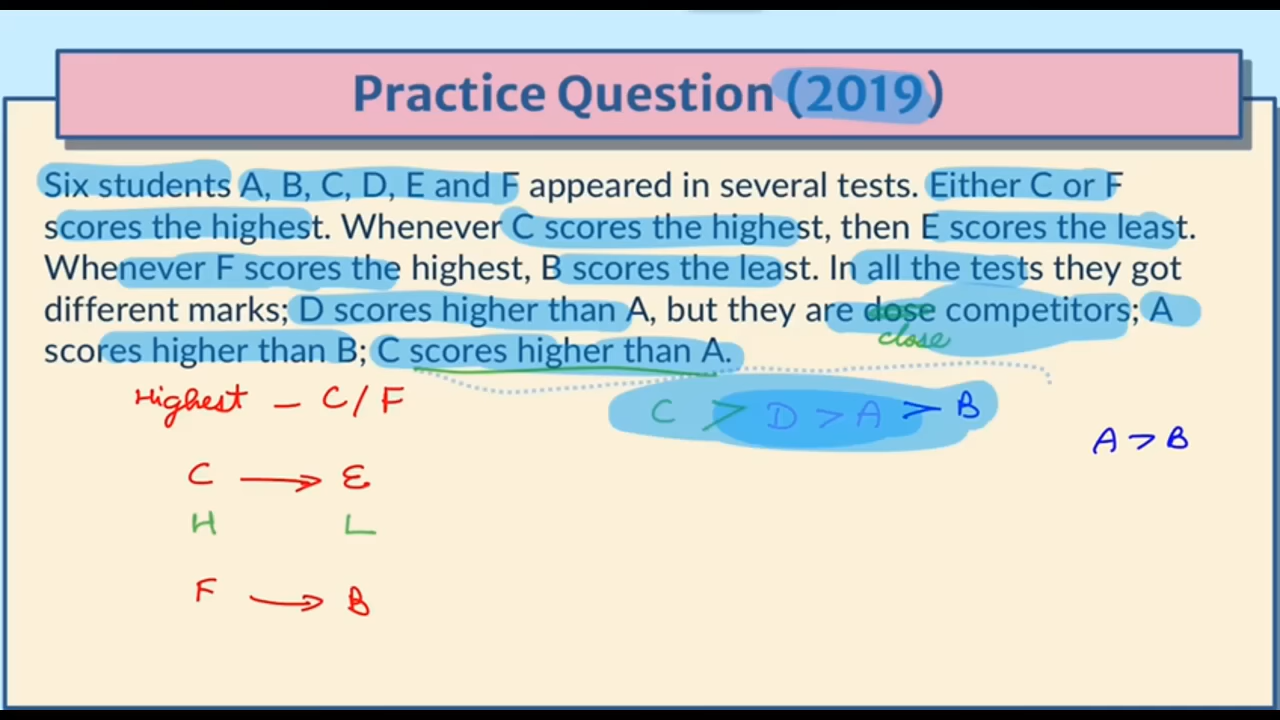 Practice Question (2019)
Six students A, B, C, D, E and F appeared in several tests. Either C or F
scores the highest. Whenever C scores the highest, then E scores the least.
Whenever F scores the highest, B scores the least. In all the tests they got
different marks; D scores higher than A, but they are dose competitors; A
close
scores higher than B; C scores higher than A.
Highest - C/F
C > D > A > B
A > B
C → E
H L
F → B